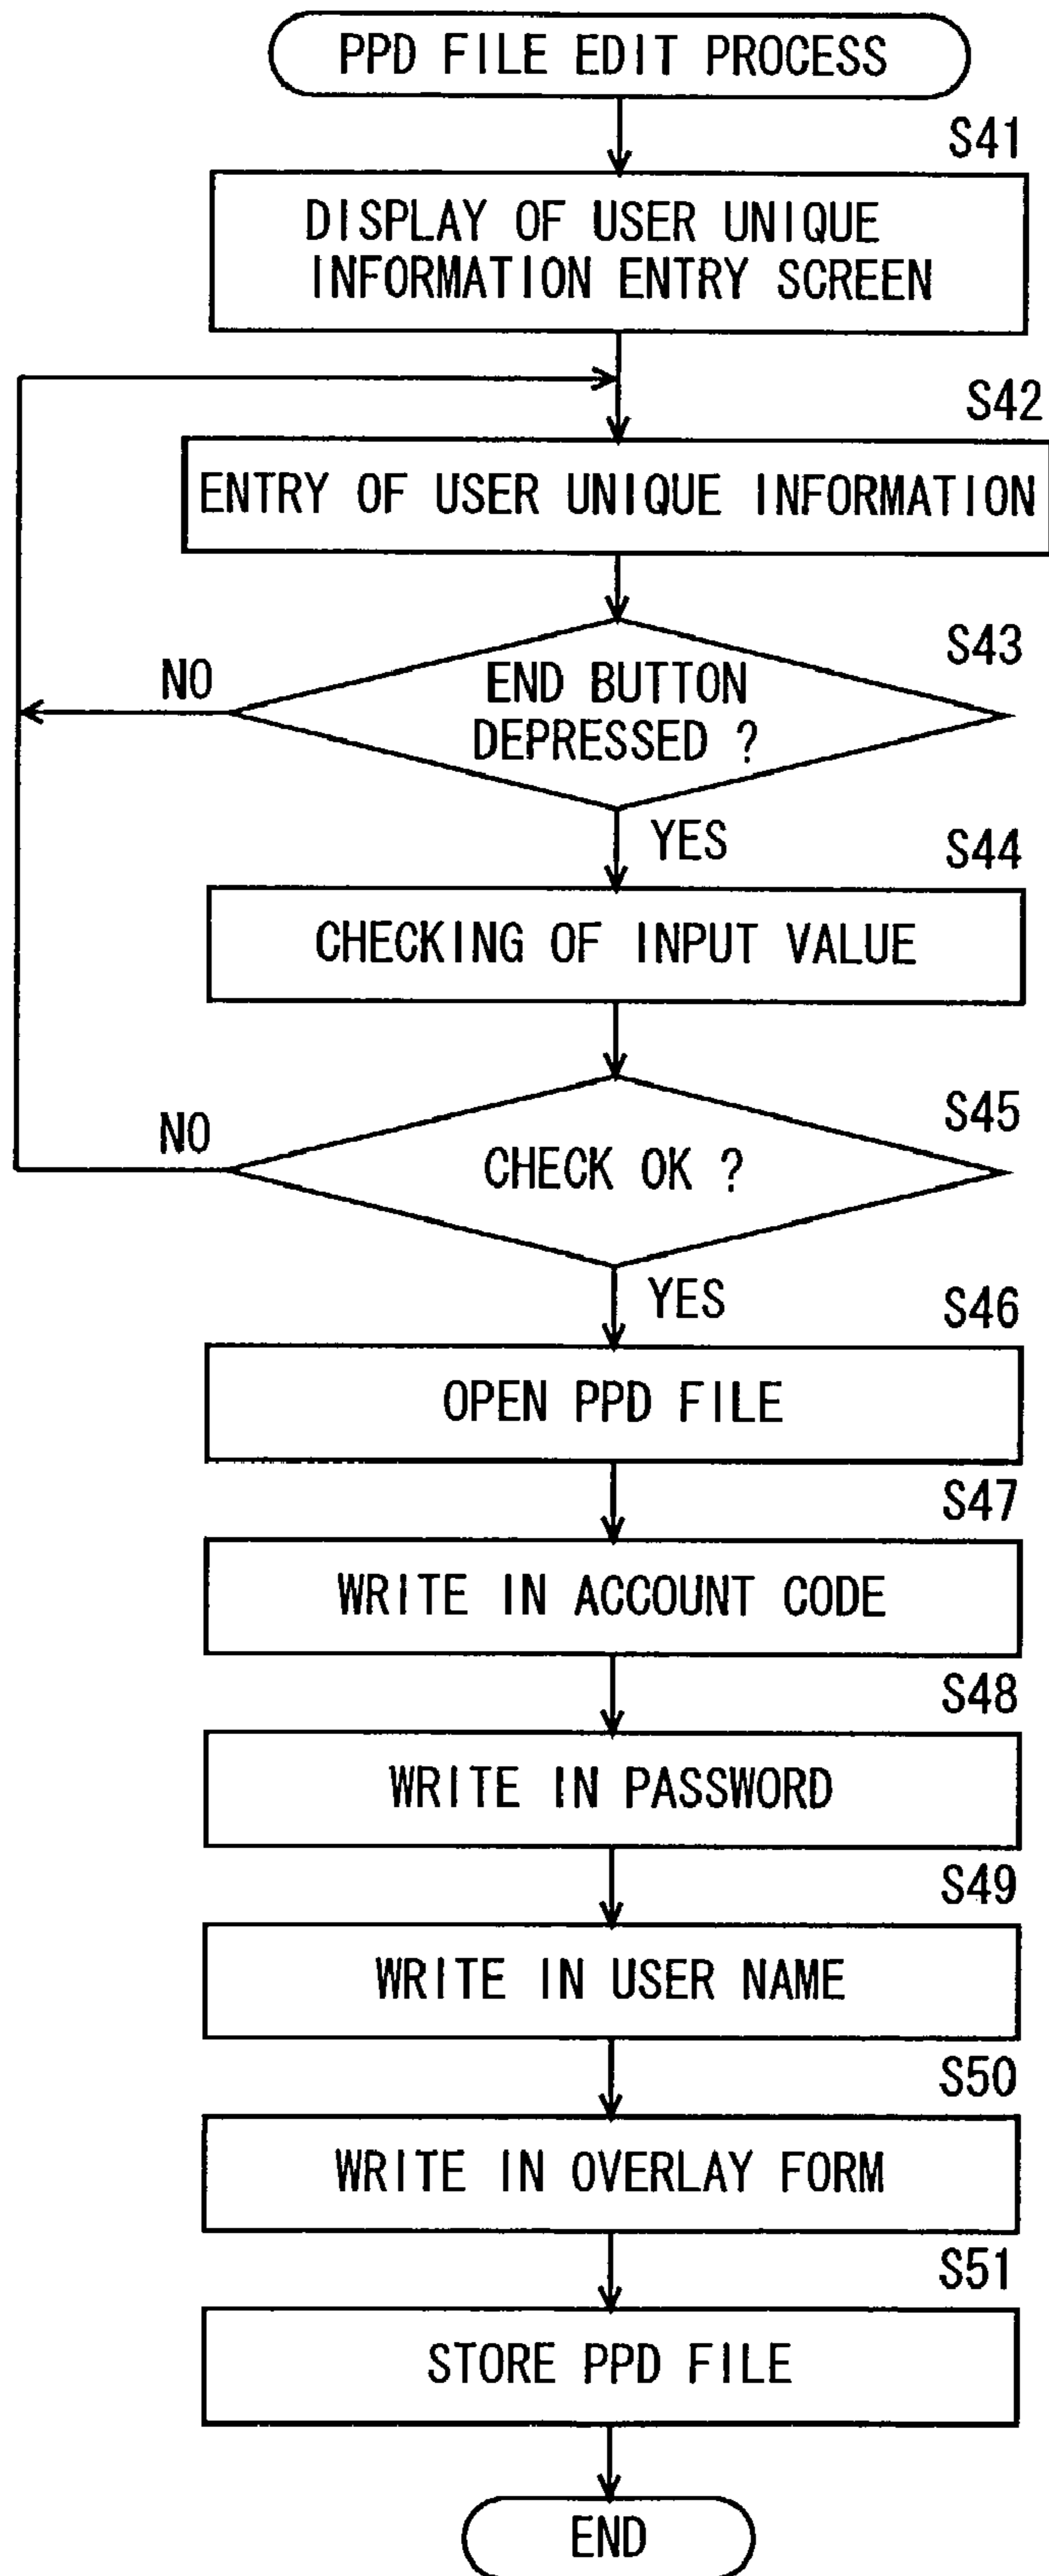 PPD FILE EDIT PROCESS
S41
DISPLAY OF USER UNIQUE
INFORMATION ENTRY SCREEN
S42
ENTRY OF USER UNIQUE INFORMATION
S43
NO
END BUTTON
DEPRESSED ?
YES
S44
CHECKING OF INPUT VALUE
S45
NO
CHECK OK ?
YES
S46
OPEN PPD FILE
S47
WRITE IN ACCOUNT CODE
S48
WRITE IN PASSWORD
S49
WRITE IN USER NAME
S50
WRITE IN OVERLAY FORM
S51
STORE PPD FILE
END